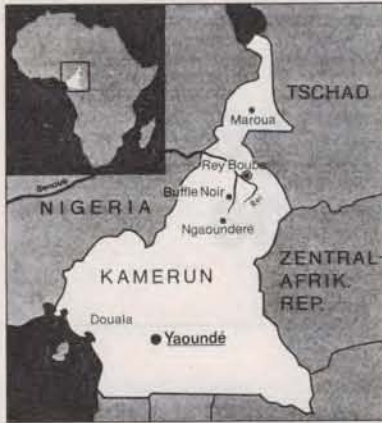 TSCHAD
Maroua
Rey Bouba
Benoue
Buffle Noir
NIGERIA
Ngaoundere
ZENTRAL-
AFRIK.
REP.
KAMERUN
Douala
Yaoundé